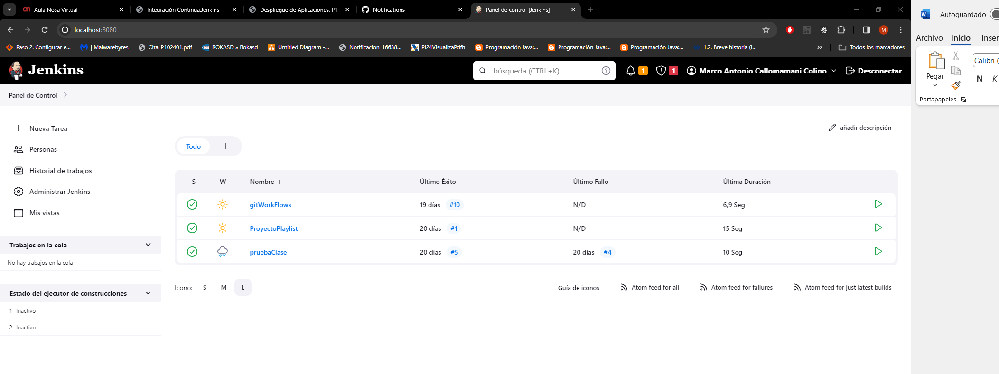 Aula Nosa Virtual
Integración Continua.Jenkins
Despliegue de Aplicaciones. P1
Notifications
Panel de control [Jenkins]
localhost:8080
Paso 2. Configurar e...
| Malwarebytes
Cita_P102401.pdf
ROKASD » Rokasd
Untitled Diagram -...
Notificacion_16638...
Pi24VisualizaPdfh
Programación Java:...
Programación Java:...
Programación Java:...
1.2. Breve historia (I...
»
Todos los marcadores
Jenkins
búsqueda (CTRL+K)
1
1
Marco Antonio Callomamani Colino
Desconectar
Panel de Control
Nueva Tarea
Personas
Historial de trabajos
Administrar Jenkins
Mis vistas
Trabajos en la cola
No hay trabajos en la cola
Estado del ejecutor de construcciones
1 Inactivo
2 Inactivo
añadir descripción
Todo
S W Nombre ↓ Último Éxito Último Fallo Última Duración
gitWorkFlows 19 días #10 N/D 6,9 Seg
ProyectoPlaylist 20 días #1 N/D 15 Seg
pruebaClase 20 días #5 20 días #4 10 Seg
Icono: S M L
Guía de iconos
Atom feed for all
Atom feed for failures
Atom feed for just latest builds
Autoguardado
Archivo Inicio Inser
Pegar
Calibri (
N K
Portapapeles